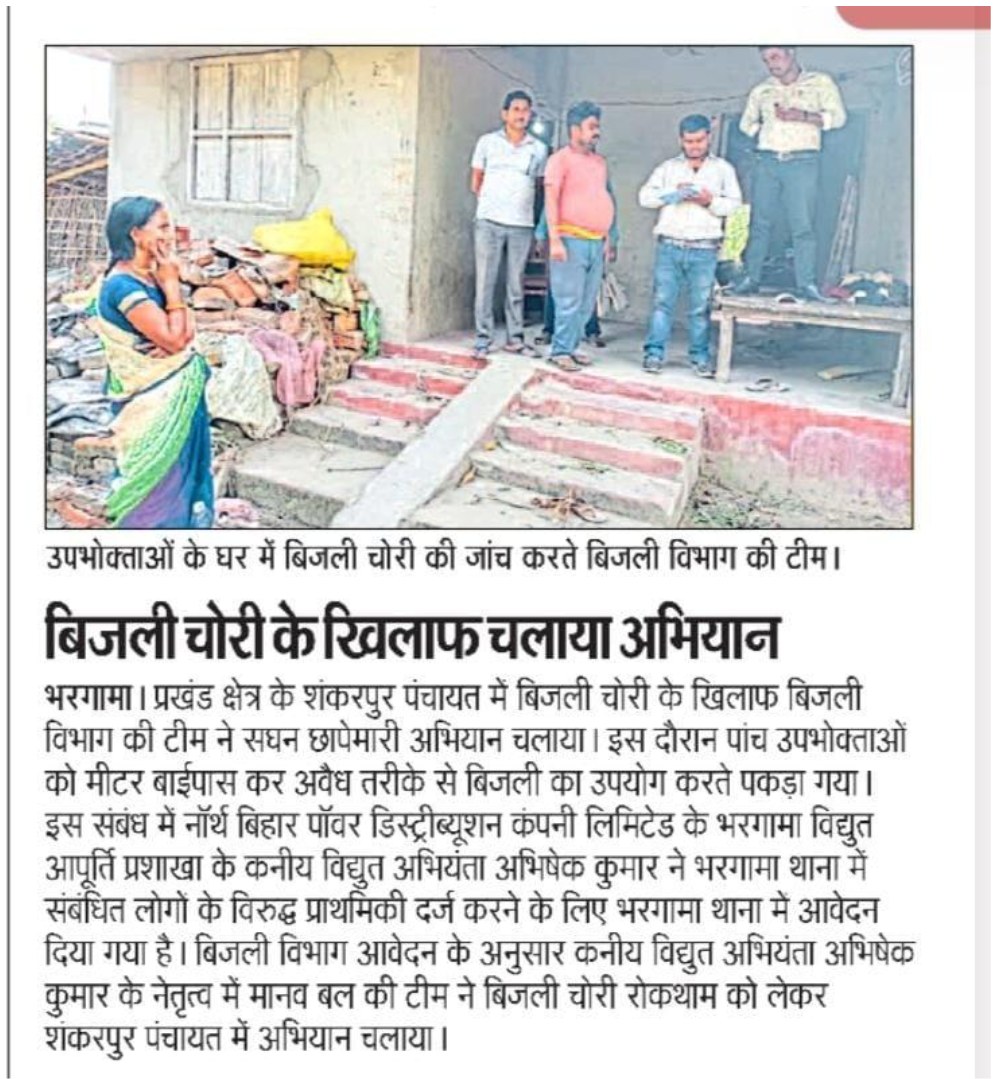 उपभोक्ताओं के घर में बिजली चोरी की जांच करते बिजली विभाग की टीम।
बिजली चोरी के खिलाफ चलाया अभियान
भरगामा। प्रखंड क्षेत्र के शंकरपुर पंचायत में बिजली चोरी के खिलाफ बिजली
विभाग की टीम ने सघन छापेमारी अभियान चलाया। इस दौरान पांच उपभोक्ताओं
को मीटर बाईपास कर अवैध तरीके से बिजली का उपयोग करते पकड़ा गया।
इस संबंध में नॉर्थ बिहार पॉवर डिस्ट्रीब्यूशन कंपनी लिमिटेड के भरगामा विद्युत
आपूर्ति प्रशाखा के कनीय विद्युत अभियंता अभिषेक कुमार ने भरगामा थाना में
संबंधित लोगों के विरुद्ध प्राथमिकी दर्ज करने के लिए भरगामा थाना में आवेदन
दिया गया है। बिजली विभाग आवेदन के अनुसार कनीय विद्युत अभियंता अभिषेक
कुमार के नेतृत्व में मानव बल की टीम ने बिजली चोरी रोकथाम को लेकर
शंकरपुर पंचायत में अभियान चलाया।